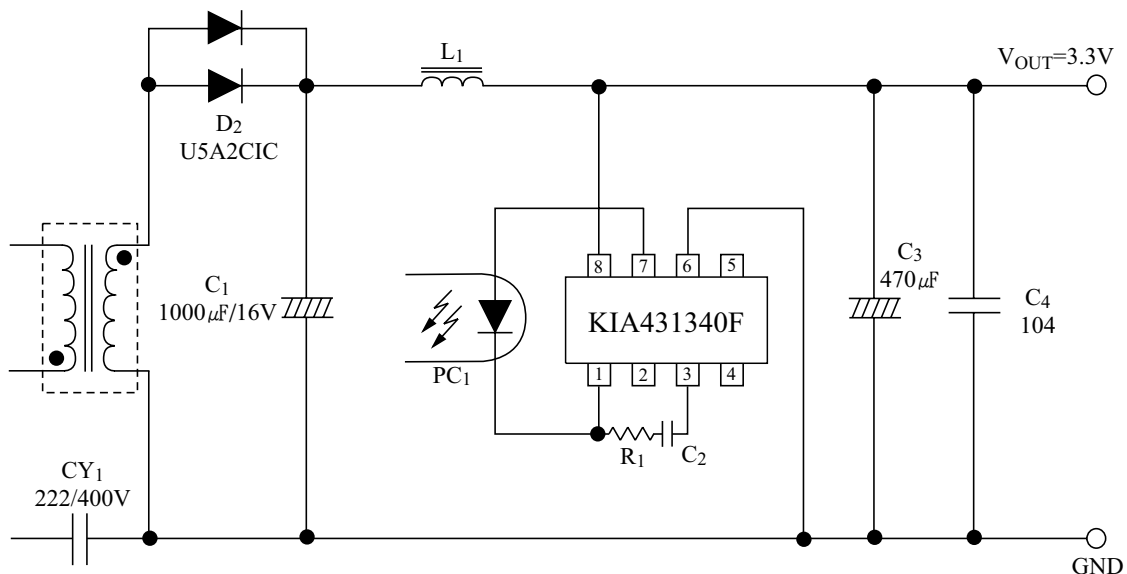 L1
VOUT=3.3V
D2
U5A2CIC
C1
1000㎌/16V
8
7
6
5
KIA431340F
1
2
3
4
PC1
R1
C2
C3
470㎌
C4
104
CY1
222/400V
GND